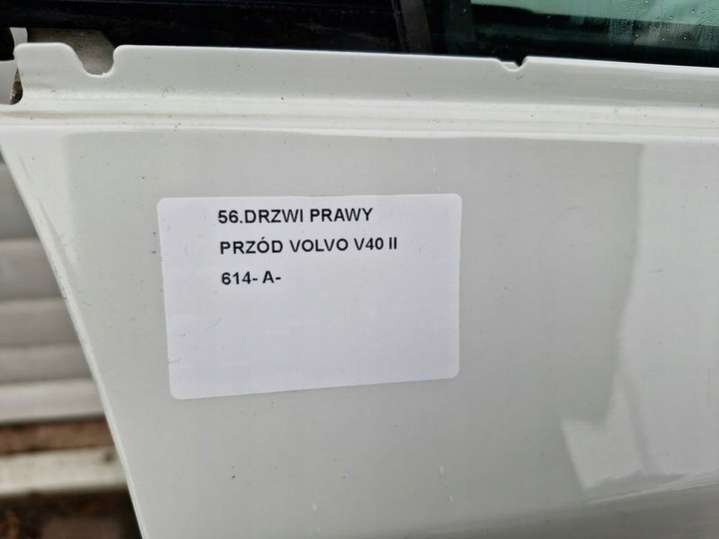 56.DRZWI PRAWY
PRZÓD VOLVO V40 II
614- A-